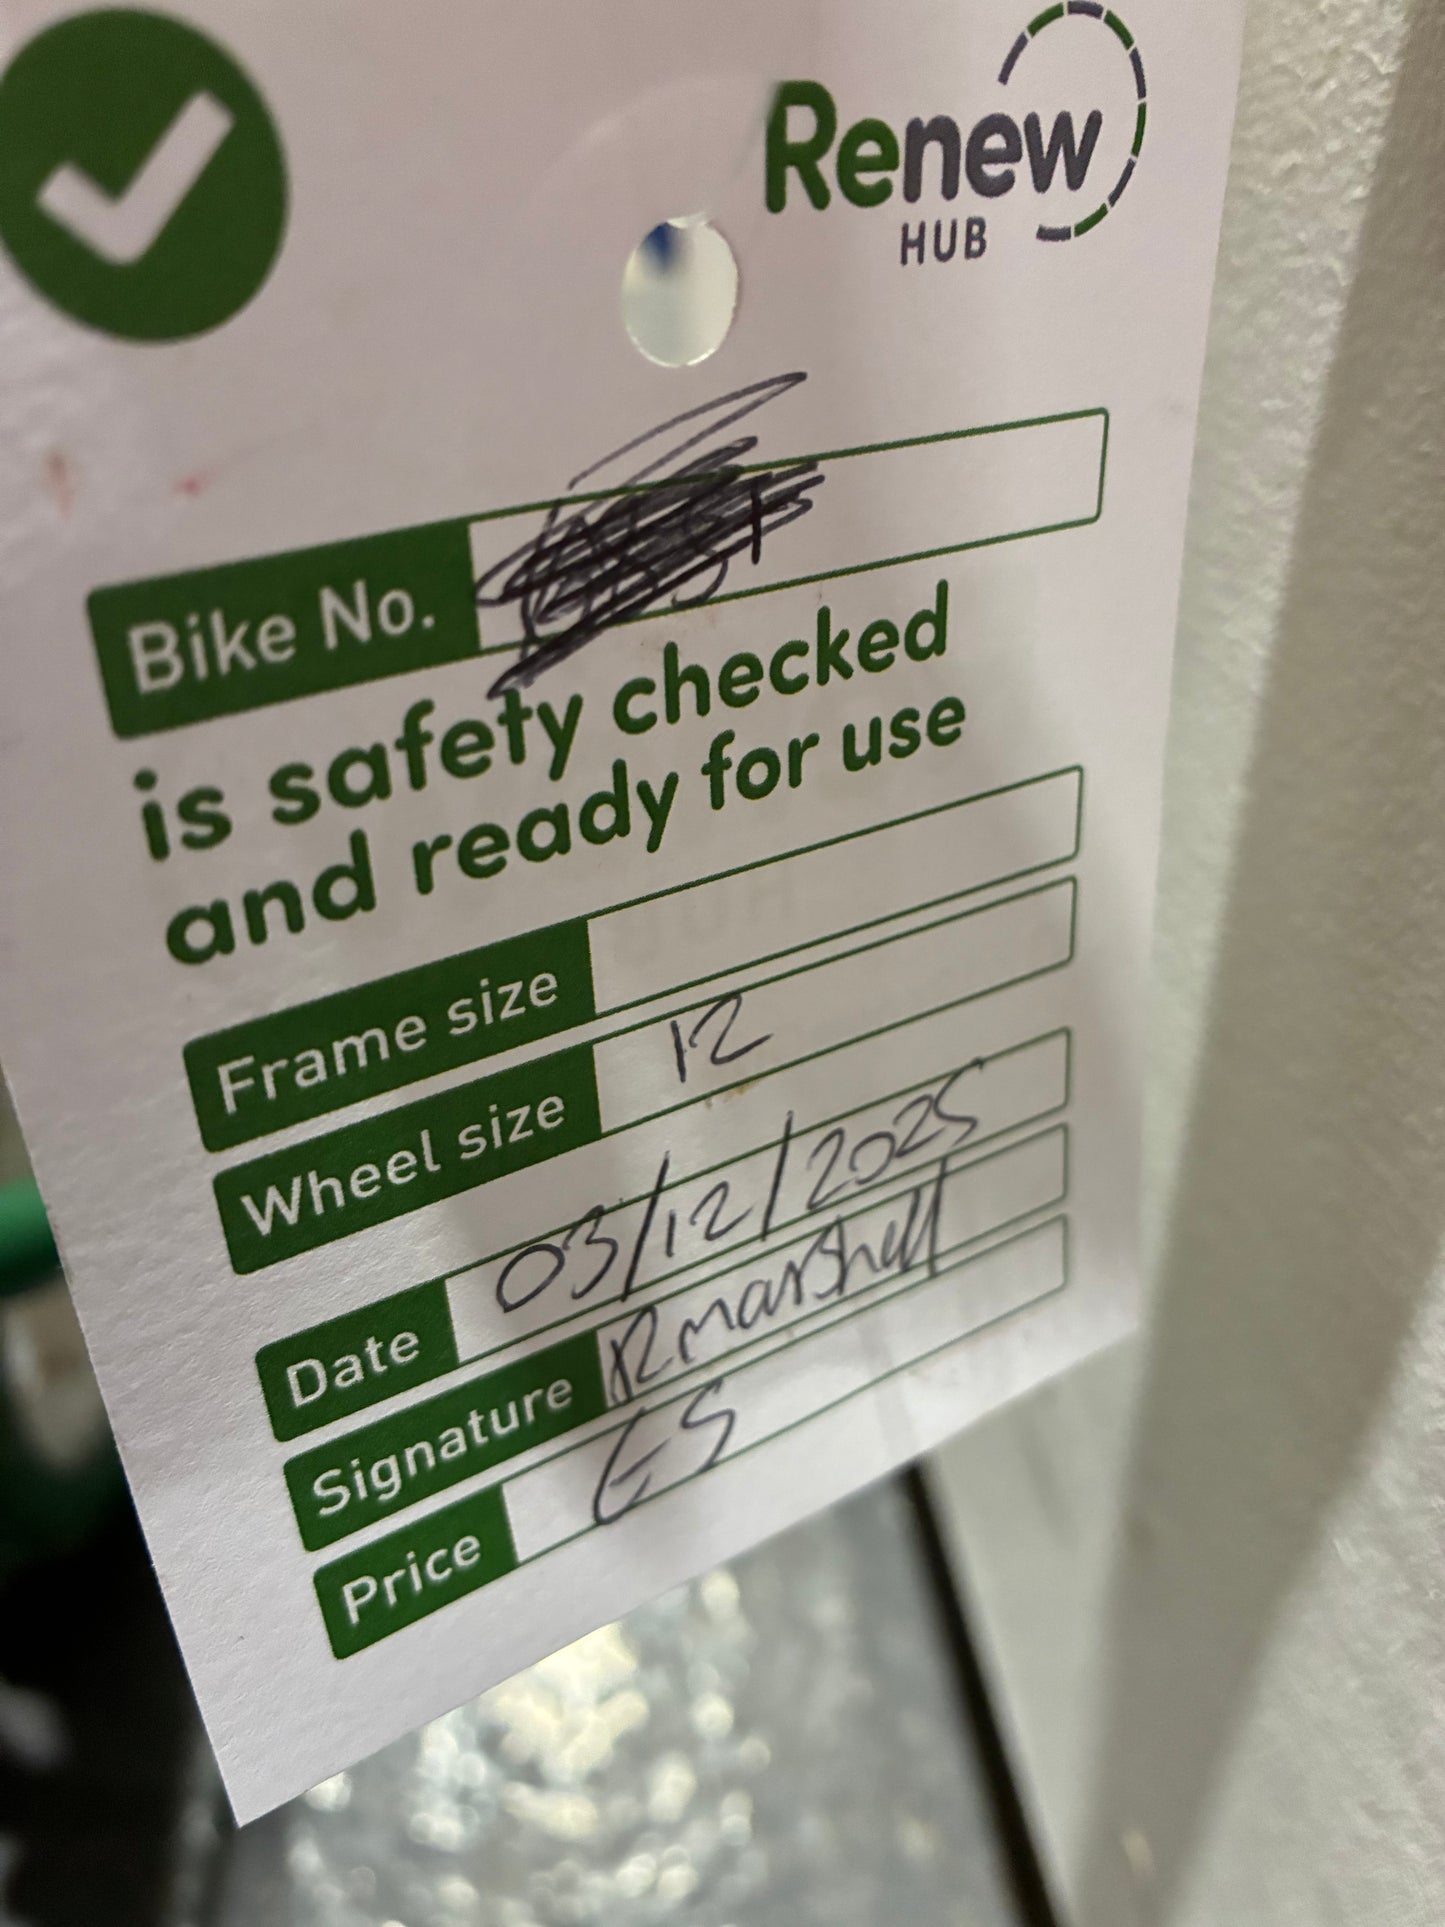 Renew
HUB
Bike No.
is safety checked
and ready for use
Frame size
Wheel size 12
Date 03/12/2025
Signature RMarshell
Price £5